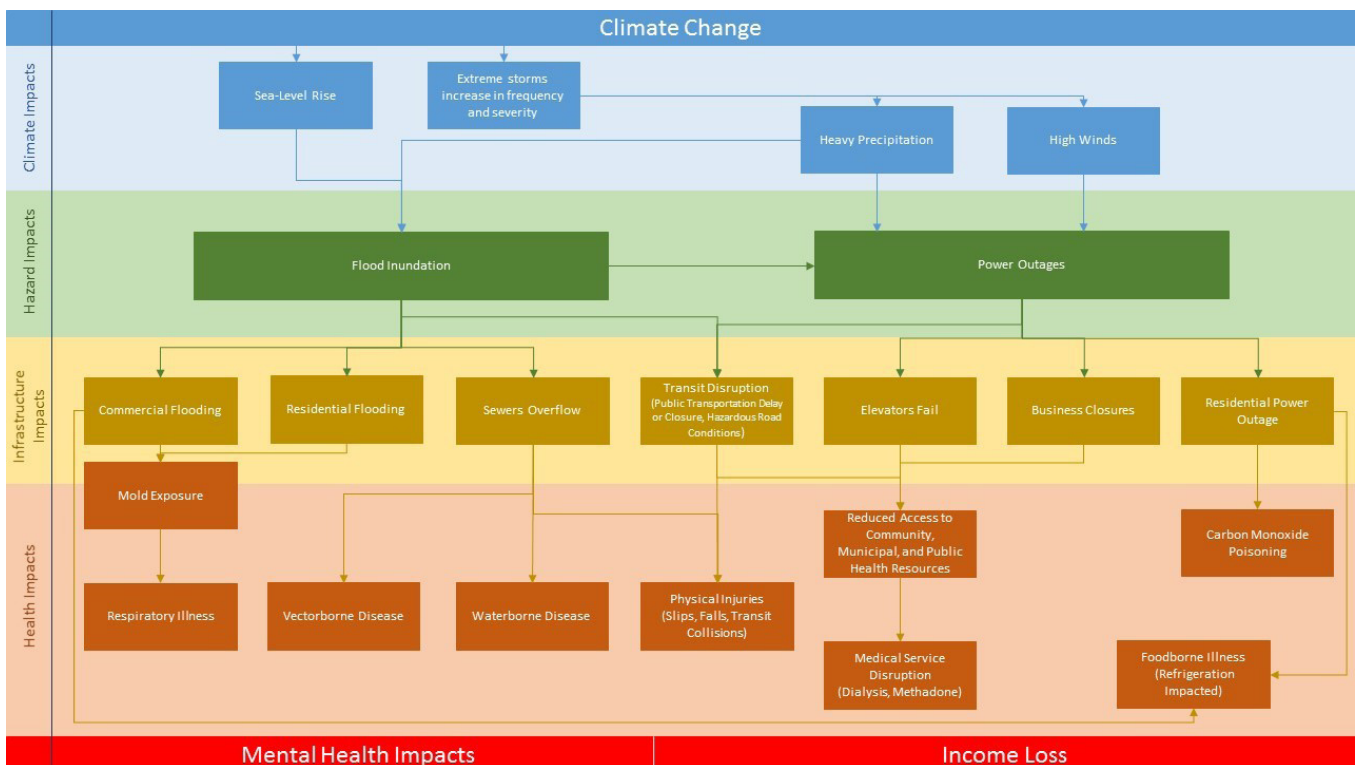 Climate Change
Climate Impacts
Sea-Level Rise
Extreme storms
increase in frequency
and severity
Heavy Precipitation
High Winds
Hazard Impacts
Flood Inundation
Power Outages
Infrastructure
Impacts
Commercial Flooding
Residential Flooding
Sewers Overflow
Transit Disruption
(Public Transportation Delay
or Closure, Hazardous Road
Conditions)
Elevators Fail
Business Closures
Residential Power
Outage
Health Impacts
Mold Exposure
Reduced Access to
Community,
Municipal, and Public
Health Resources
Carbon Monoxide
Poisoning
Respiratory Illness
Vectorborne Disease
Waterborne Disease
Physical Injuries
(Slips, Falls, Transit
Collisions)
Medical Service
Disruption
(Dialysis, Methadone)
Foodborne Illness
(Refrigeration
Impacted)
Mental Health Impacts
Income Loss